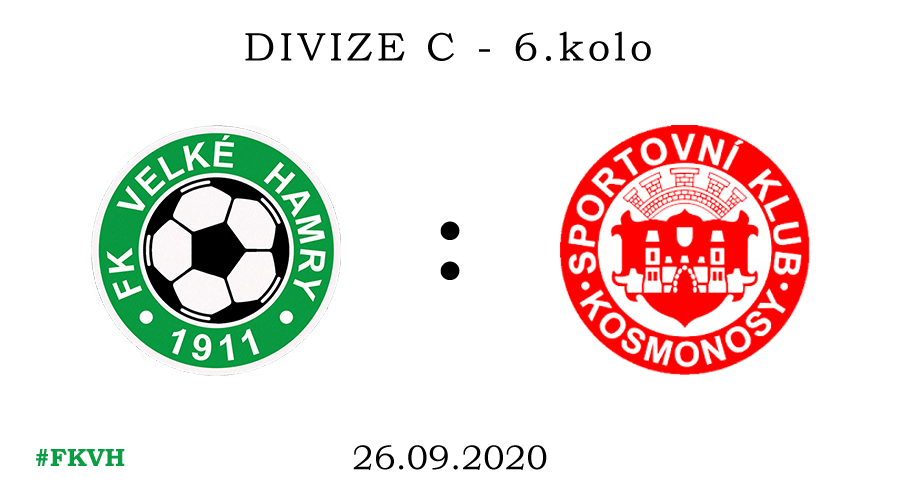 DIVIZE C - 6.kolo
FK VELKÉ HAMRY
1911
:
SPORTOVNÍ KLUB
KOSMONOSY
#FKVH
26.09.2020